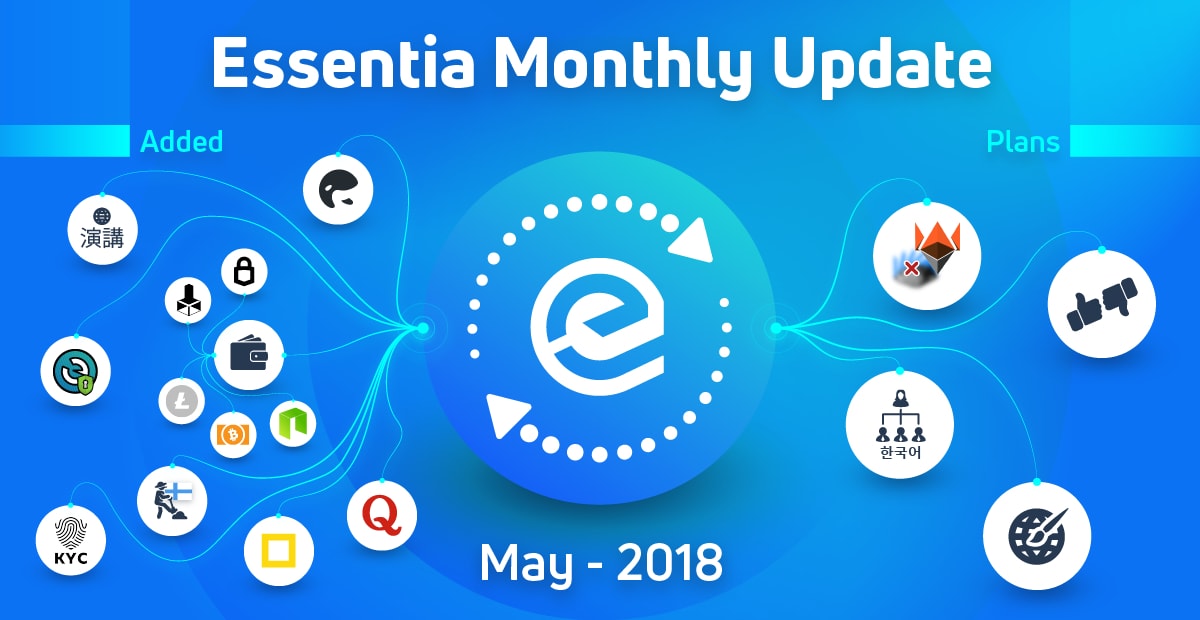 Essentia Monthly Update
Added
Plans
演講
한국어
Q
KYC
May - 2018